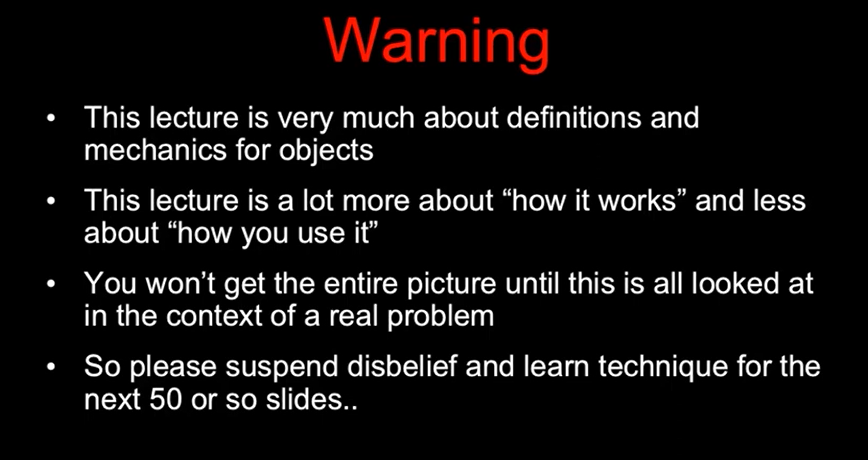 Warning
• This lecture is very much about definitions and
mechanics for objects
• This lecture is a lot more about “how it works” and less
about “how you use it”
• You won’t get the entire picture until this is all looked at
in the context of a real problem
• So please suspend disbelief and learn technique for the
next 50 or so slides..